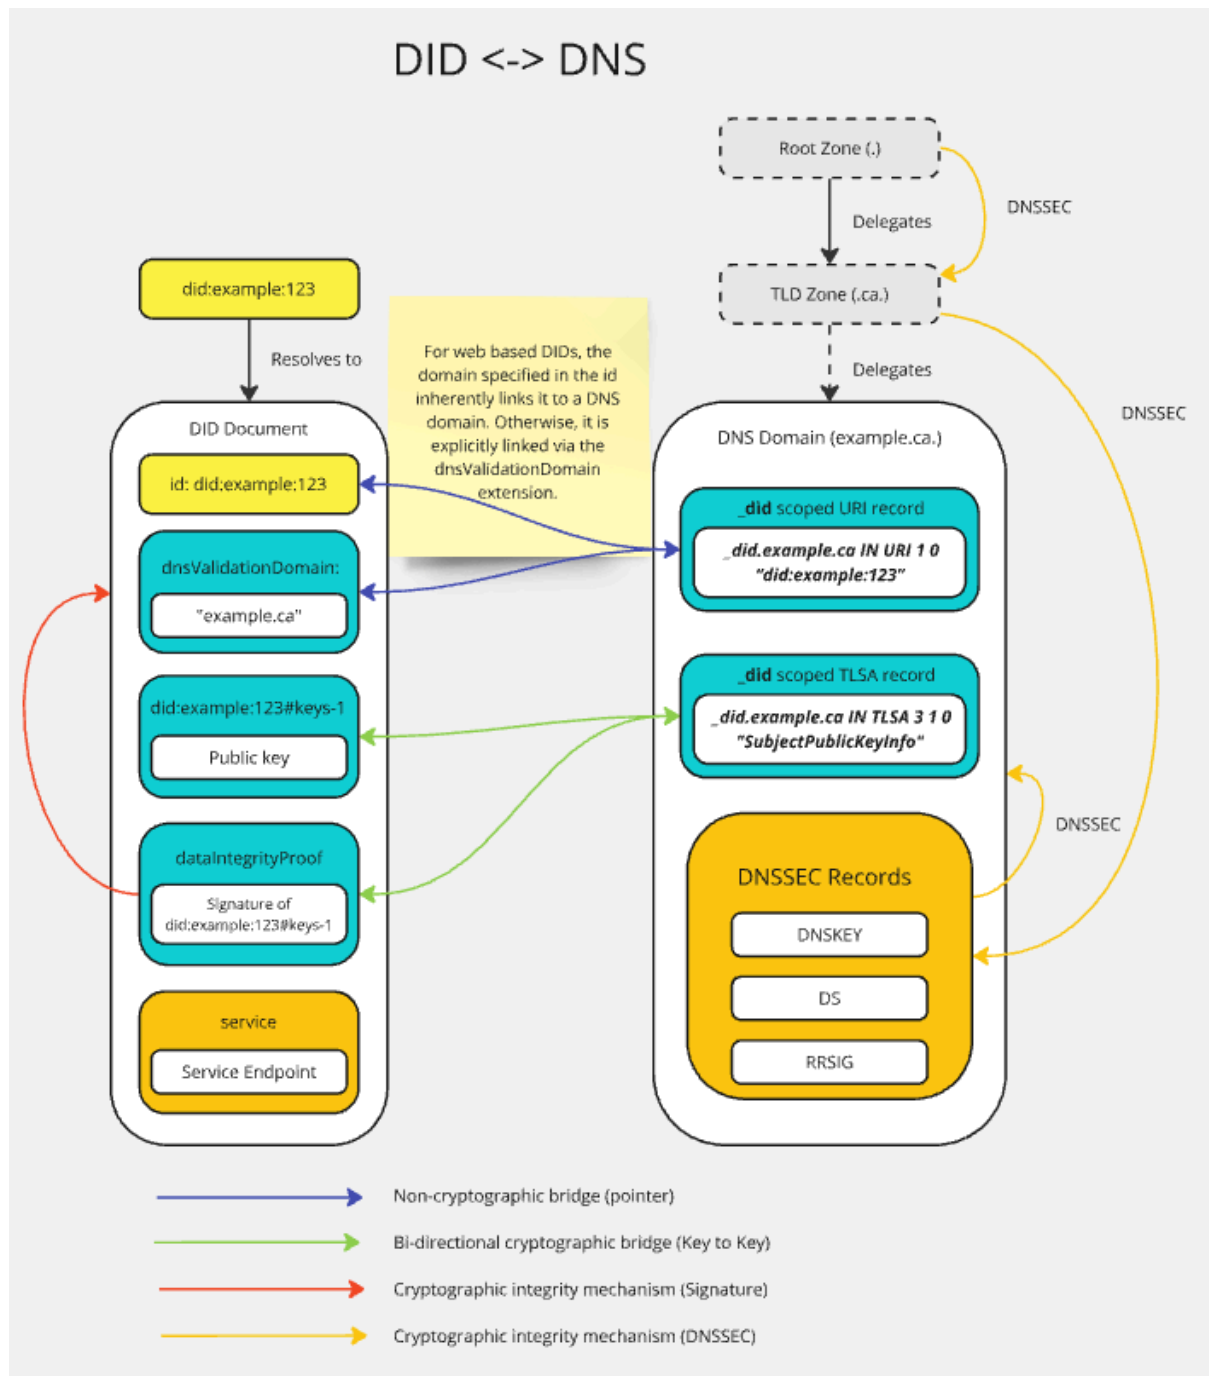 DID <-> DNS
Root Zone (.)
DNSSEC
Delegates
TLD Zone (.ca.)
Delegates
DNSSEC
did:example:123
Resolves to
For web based DIDs, the
domain specified in the id
inherently links it to a DNS
domain. Otherwise, it is
explicitly linked via the
dnsValidationDomain
extension.
DID Document
id: did:example:123
dnsValidationDomain:
"example.ca"
did:example:123#keys-1
Public key
dataIntegrityProof
Signature of
did:example:123#keys-1
service
Service Endpoint
DNS Domain (example.ca.)
_did scoped URI record
_did.example.ca IN URI 1 0
"did:example:123"
_did scoped TLSA record
_did.example.ca IN TLSA 3 1 0
"SubjectPublicKeyInfo"
DNSSEC
DNSSEC Records
DNSKEY
DS
RRSIG
Non-cryptographic bridge (pointer)
Bi-directional cryptographic bridge (Key to Key)
Cryptographic integrity mechanism (Signature)
Cryptographic integrity mechanism (DNSSEC)